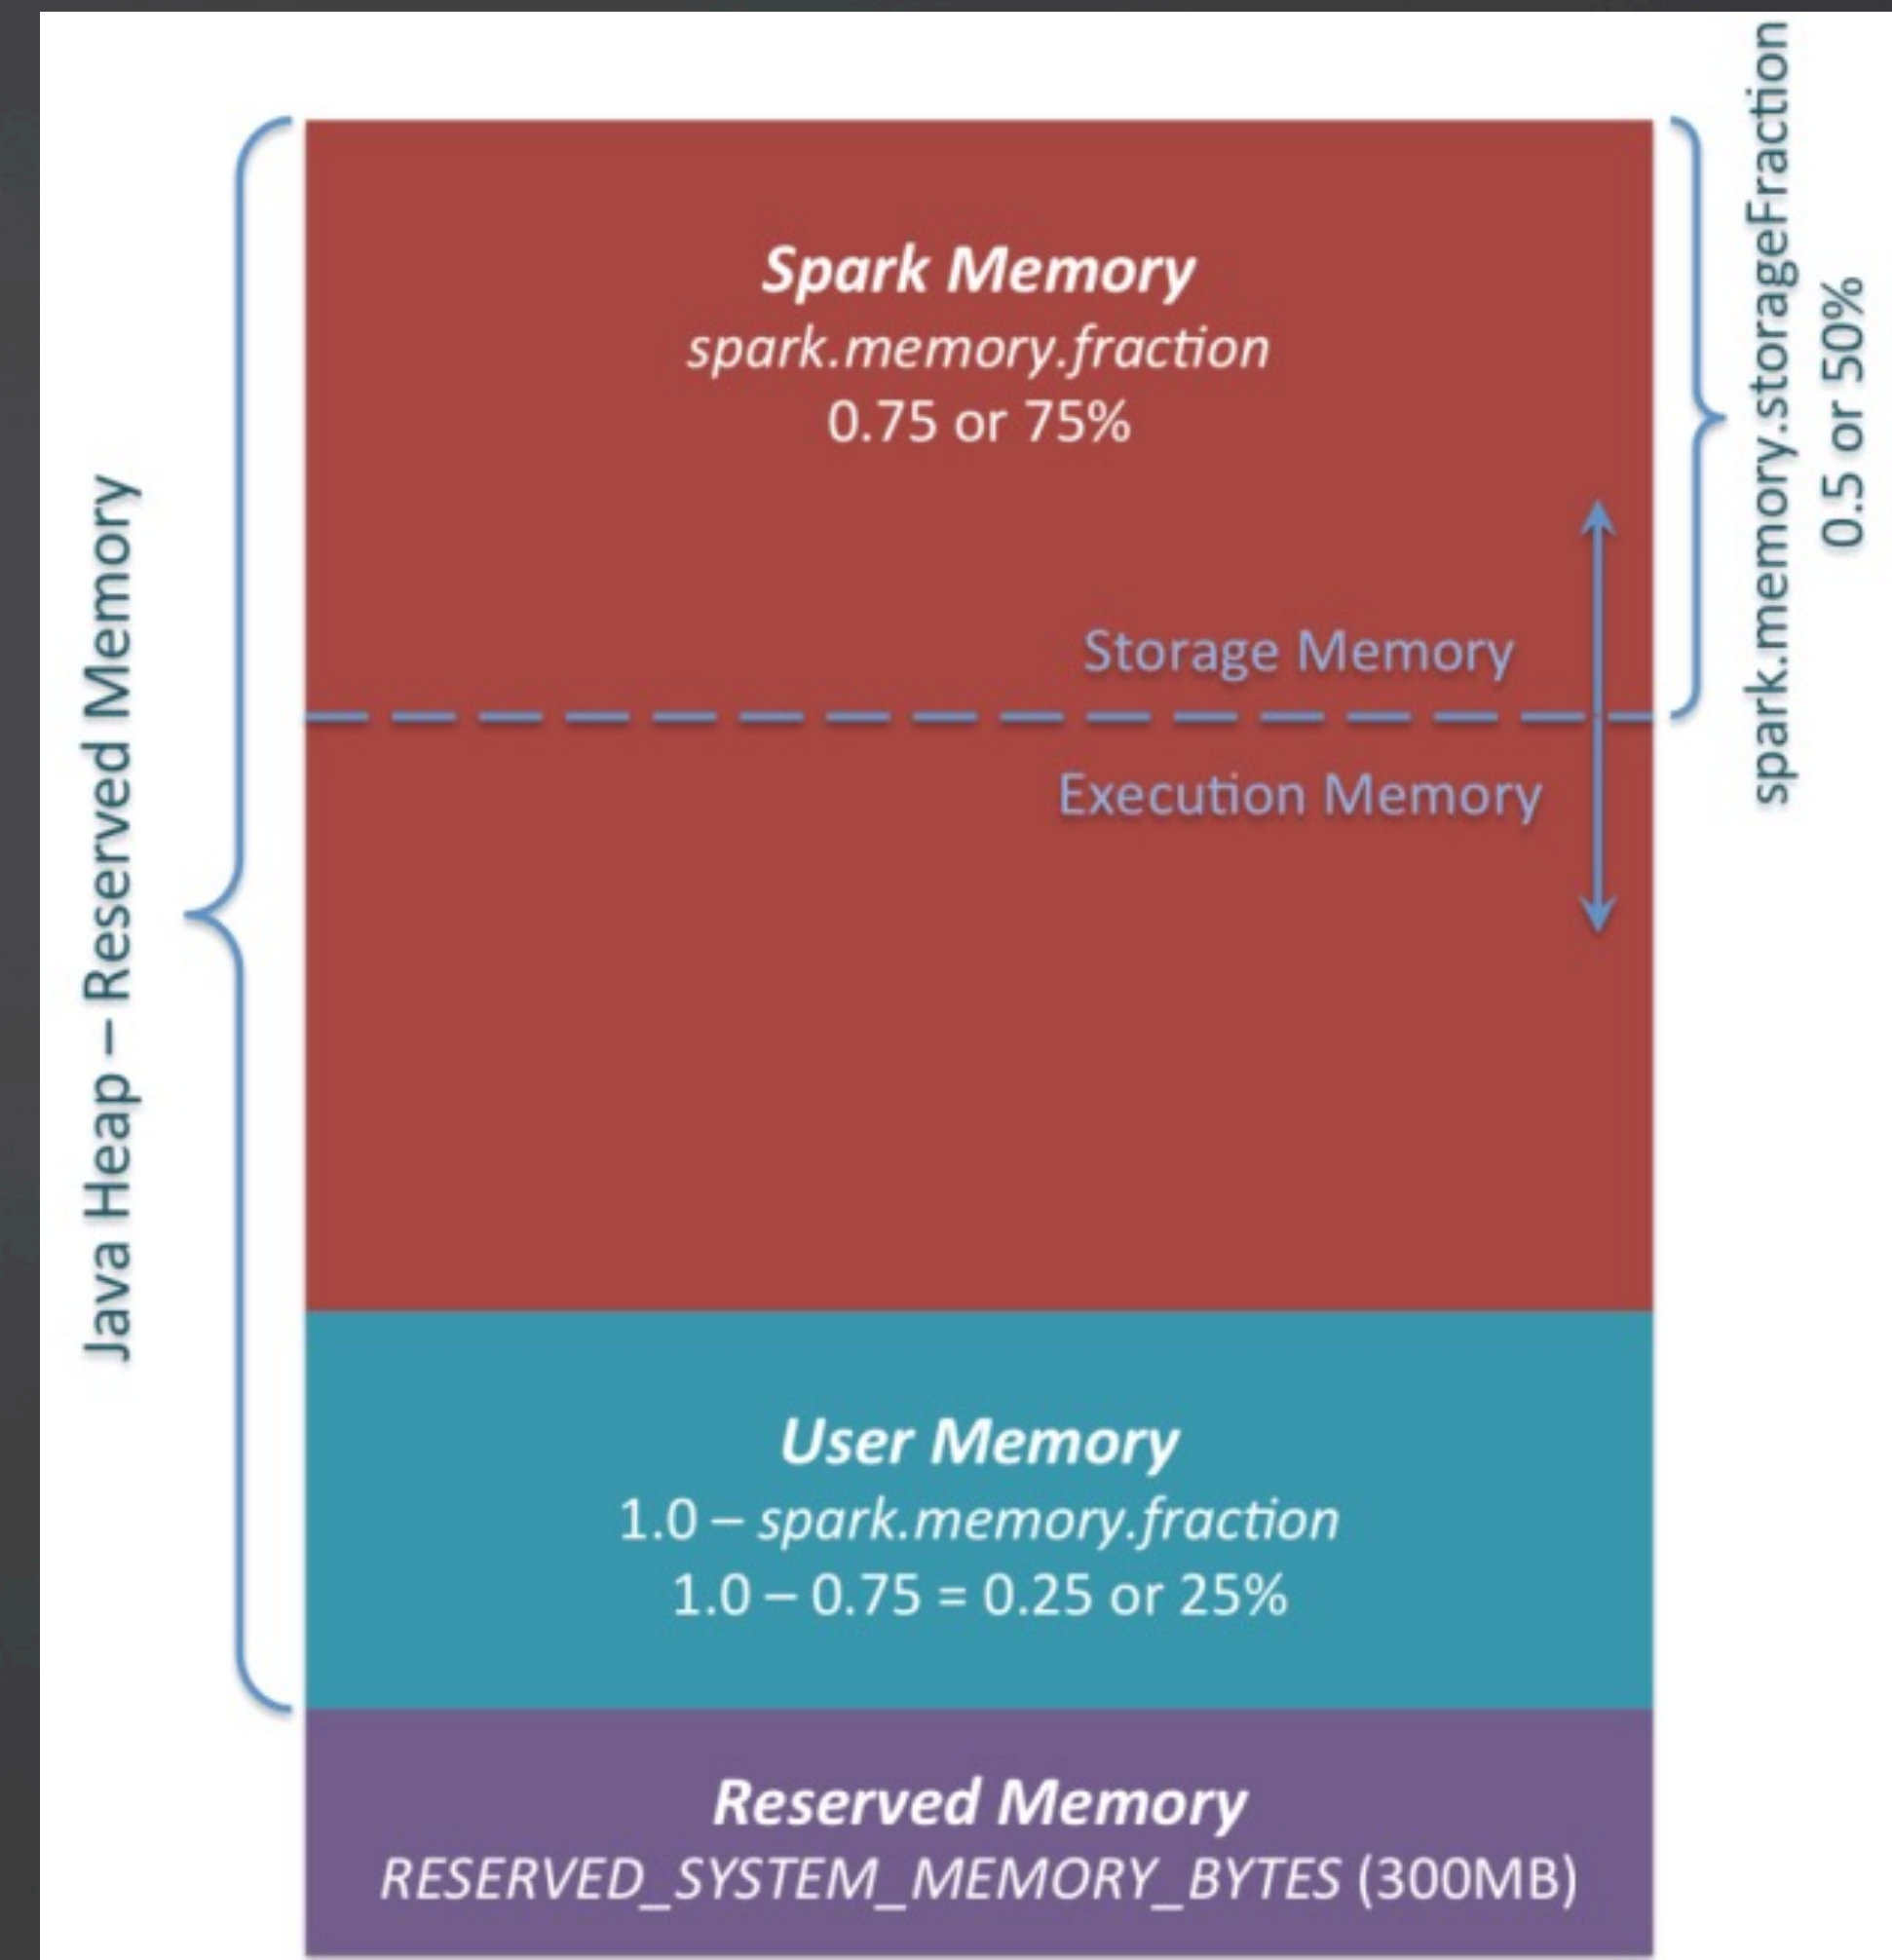 Java Heap – Reserved Memory
Spark Memory
spark.memory.fraction
0.75 or 75%
Storage Memory
Execution Memory
spark.memory.storageFraction
0.5 or 50%
User Memory
1.0 – spark.memory.fraction
1.0 – 0.75 = 0.25 or 25%
Reserved Memory
RESERVED_SYSTEM_MEMORY_BYTES (300MB)